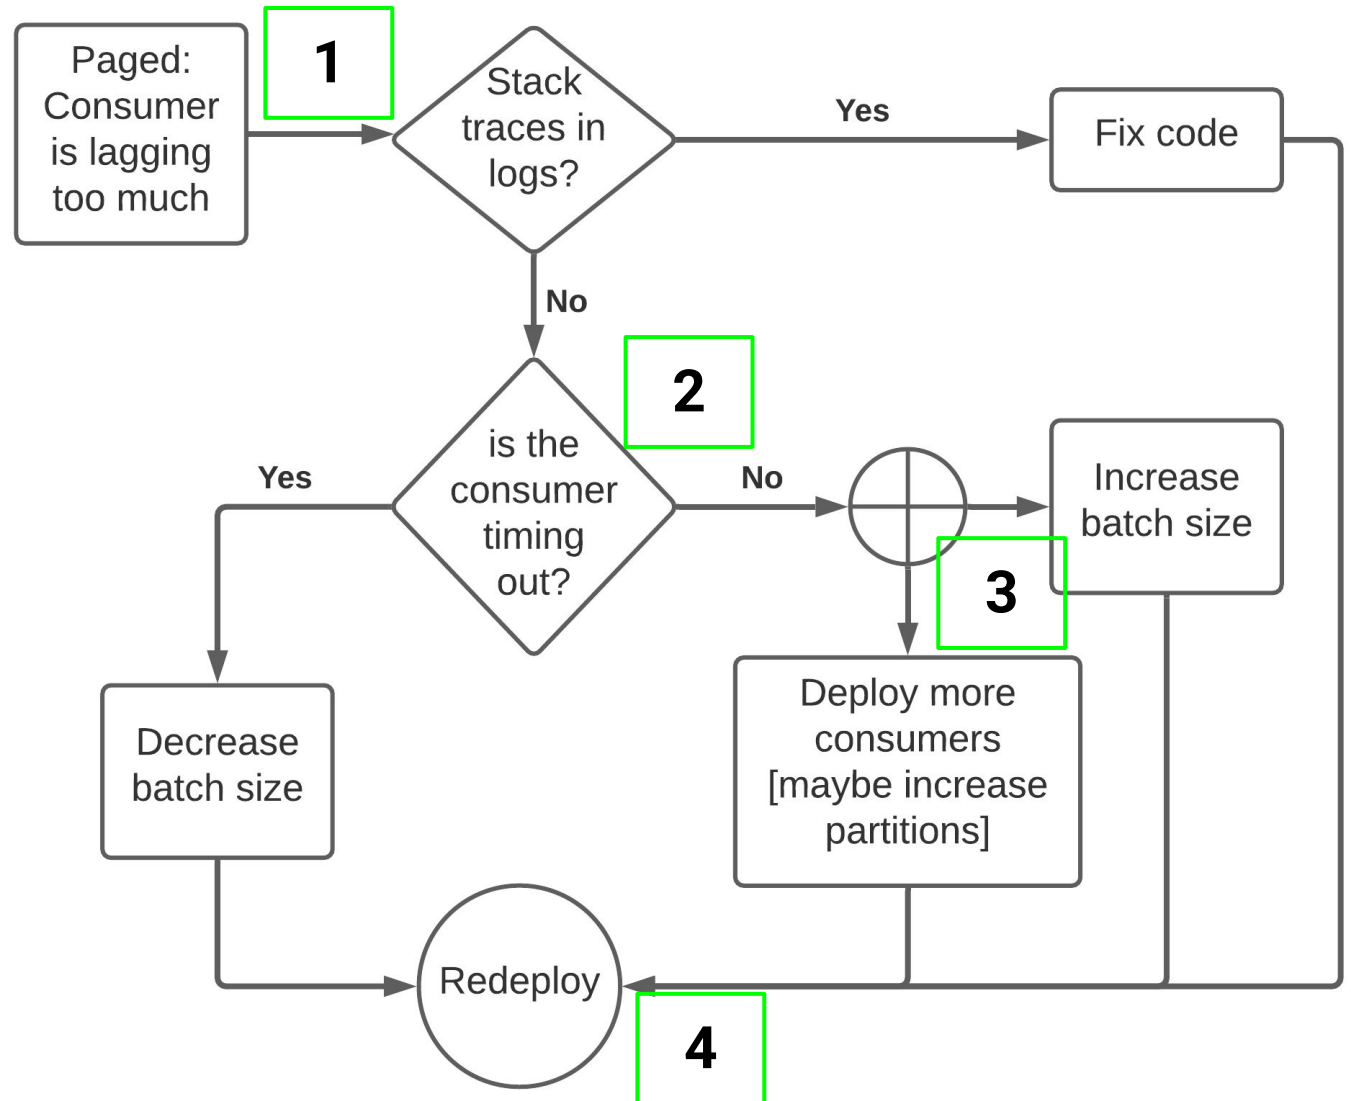 Paged:
Consumer
is lagging
too much
1
Stack
traces in
logs?
Yes
Fix code
No
2
is the
consumer
timing
out?
Yes
No
Increase
batch size
3
Decrease
batch size
Deploy more
consumers
[maybe increase
partitions]
Redeploy
4